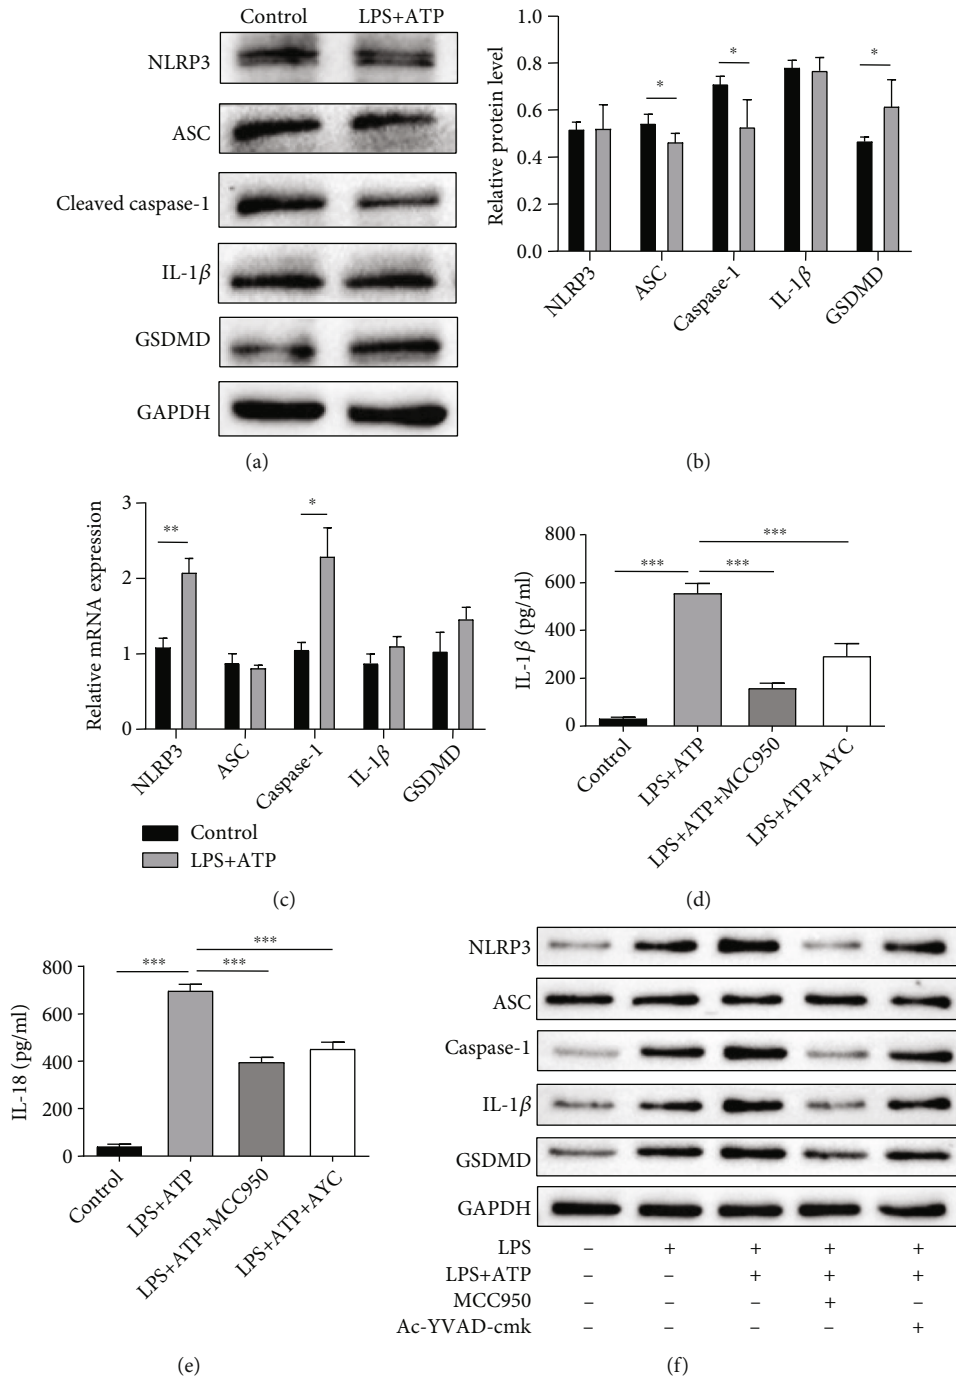 Control LPS+ATP
NLRP3
ASC
Cleaved caspase-1
IL-1β
GSDMD
GAPDH
(a)
Relative protein level
1.0
0.8
0.6
0.4
0.2
0.0
* * *
NLRP3 ASC Caspase-1 IL-1β GSDMD
(b)
Relative mRNA expression
3
2
1
0
** *
NLRP3 ASC Caspase-1 IL-1β GSDMD
Control
LPS+ATP
(c)
IL-1β (pg/ml)
800
600
400
200
0
***
*** ***
Control LPS+ATP LPS+ATP+MCC950 LPS+ATP+AYC
(d)
IL-18 (pg/ml)
800
600
400
200
0
***
*** ***
Control LPS+ATP LPS+ATP+MCC950 LPS+ATP+AYC
(e)
NLRP3
ASC
Caspase-1
IL-1β
GSDMD
GAPDH
LPS – + + + +
LPS+ATP – – + + +
MCC950 – – – + –
Ac-YVAD-cmk – – – – +
(f)